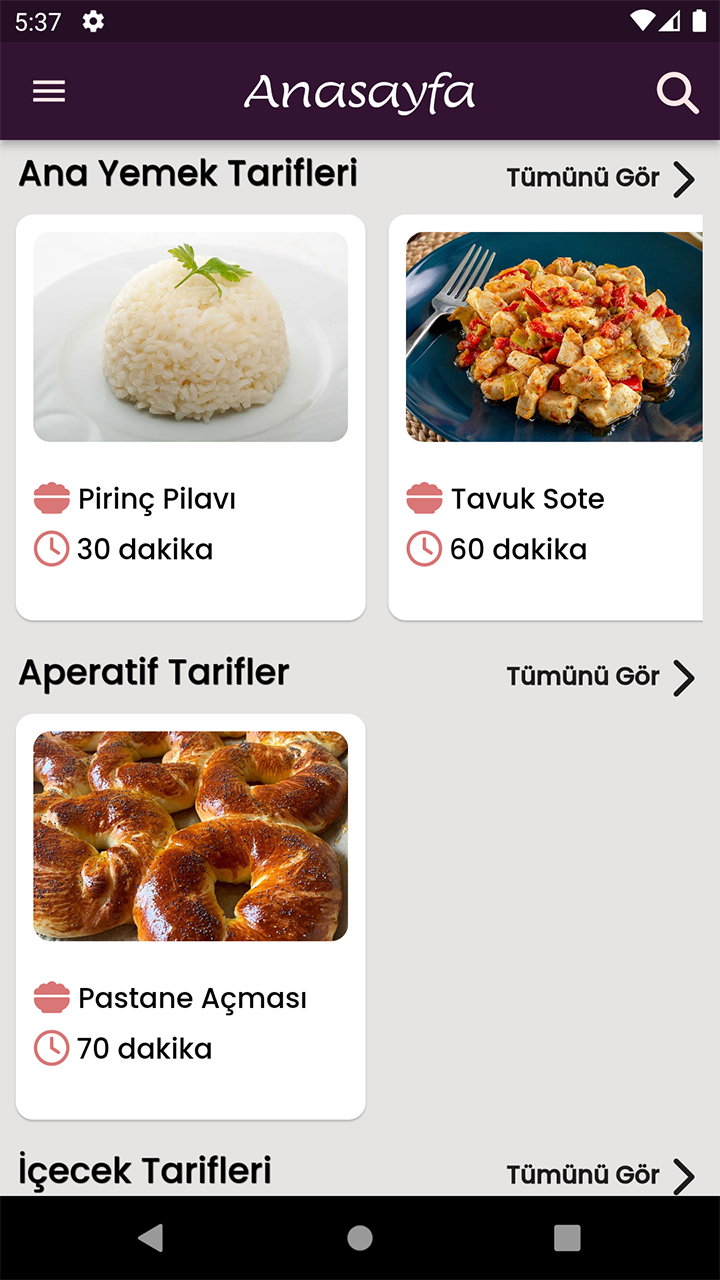 5:37
Anasayfa
Ana Yemek Tarifleri
Tümünü Gör
Pirinç Pilavı
30 dakika
Tavuk Sote
60 dakika
Aperatif Tarifler
Tümünü Gör
Pastane Açması
70 dakika
İçecek Tarifleri
Tümünü Gör